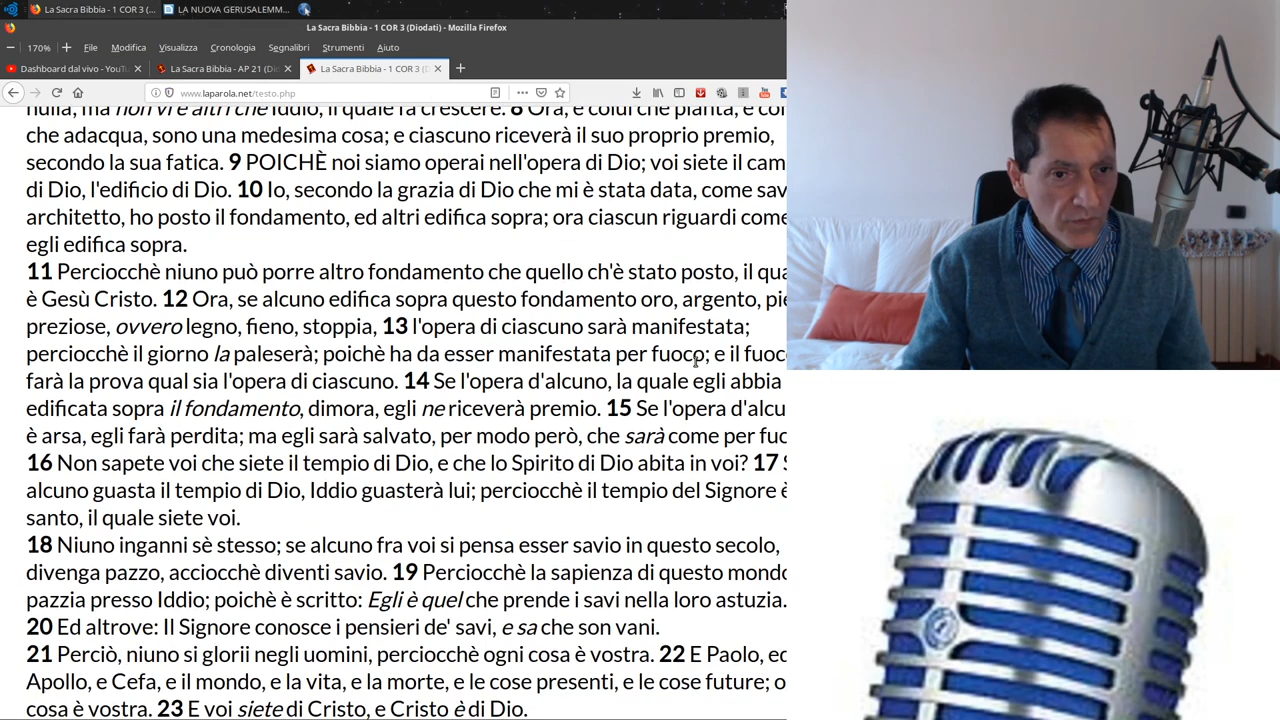 La Sacra Bibbia - 1 COR 3 (...
LA NUOVA GERUSALEMM...
La Sacra Bibbia - 1 COR 3 (Diodati) - Mozilla Firefox
170% File Modifica Visualizza Cronologia Segnalibri Strumenti Aiuto
Dashboard dal vivo - YouTu
La Sacra Bibbia - AP 21 (Di
La Sacra Bibbia - 1 COR 3 (D
www.laparola.net/testo.php
nulla, ma non vi è altri che Iddio, il quale fa crescere. 8 Ora, e colui che pianta, e
che adacqua, sono una medesima cosa; e ciascuno riceverà il suo proprio premio,
secondo la sua fatica. 9 POICHÈ noi siamo operai nell'opera di Dio; voi siete il cam
di Dio, l'edificio di Dio. 10 Io, secondo la grazia di Dio che mi è stata data, come sav
architetto, ho posto il fondamento, ed altri edifica sopra; ora ciascun riguardi come
egli edifica sopra.
11 Perciocchè niuno può porre altro fondamento che quello ch'è stato posto, il qua
è Gesù Cristo. 12 Ora, se alcuno edifica sopra questo fondamento oro, argento, pie
preziose, ovvero legno, fieno, stoppia, 13 l'opera di ciascuno sarà manifestata;
perciocchè il giorno la paleserà; poichè ha da esser manifestata per fuoco; e il fuoc
farà la prova qual sia l'opera di ciascuno. 14 Se l'opera d'alcuno, la quale egli abbia
edificata sopra il fondamento, dimora, egli ne riceverà premio. 15 Se l'opera d'alcu
è arsa, egli farà perdita; ma egli sarà salvato, per modo però, che sarà come per fuo
16 Non sapete voi che siete il tempio di Dio, e che lo Spirito di Dio abita in voi? 17 S
alcuno guasta il tempio di Dio, Iddio guasterà lui; perciocchè il tempio del Signore è
santo, il quale siete voi.
18 Niuno inganni sè stesso; se alcuno fra voi si pensa esser savio in questo secolo,
divenga pazzo, acciocchè diventi savio. 19 Perciocchè la sapienza di questo mondo
pazzia presso Iddio; poichè è scritto: Egli è quel che prende i savi nella loro astuzia.
20 Ed altrove: Il Signore conosce i pensieri de' savi, e sa che son vani.
21 Perciò, niuno si glorii negli uomini, perciocchè ogni cosa è vostra. 22 E Paolo, ed
Apollo, e Cefa, e il mondo, e la vita, e la morte, e le cose presenti, e le cose future; o
cosa è vostra. 23 E voi siete di Cristo, e Cristo è di Dio.